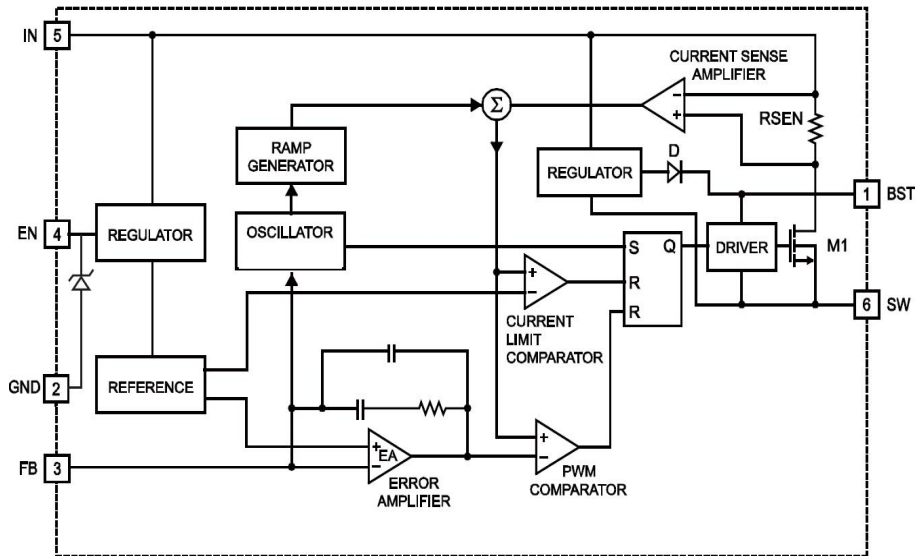 IN 5
CURRENT SENSE
AMPLIFIER
−
+
RSEN
Σ
RAMP
GENERATOR
REGULATOR
D
1 BST
EN 4
REGULATOR
OSCILLATOR
S Q
DRIVER
M1
+
−
R
R
6 SW
CURRENT
LIMIT
COMPARATOR
GND 2
REFERENCE
FB 3
+
−
EA
ERROR
AMPLIFIER
+
−
PWM
COMPARATOR